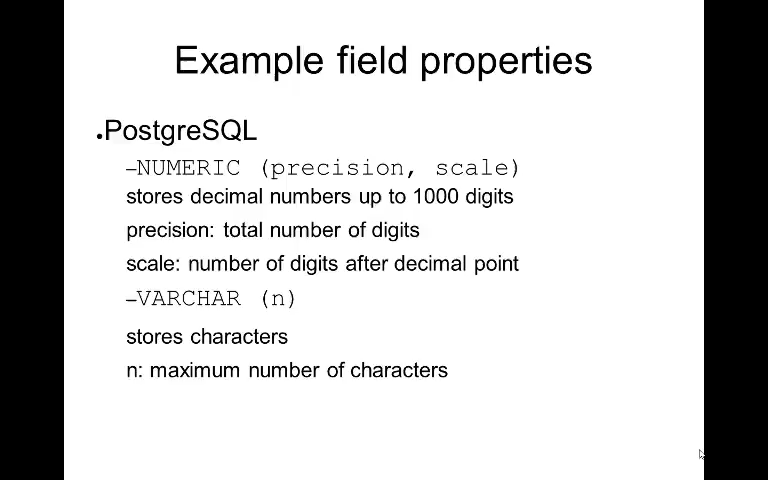 Example field properties
●PostgreSQL
–NUMERIC (precision, scale)
stores decimal numbers up to 1000 digits
precision: total number of digits
scale: number of digits after decimal point
–VARCHAR (n)
stores characters
n: maximum number of characters